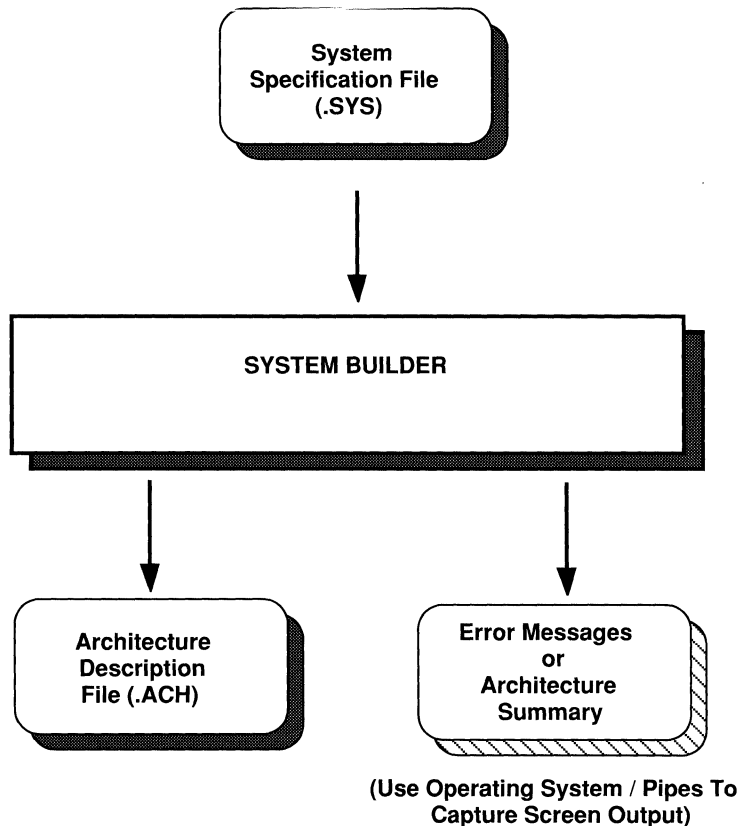 System
Specification File
(.SYS)
SYSTEM BUILDER
Architecture
Description
File (.ACH)
Error Messages
or
Architecture
Summary
(Use Operating System / Pipes To
Capture Screen Output)